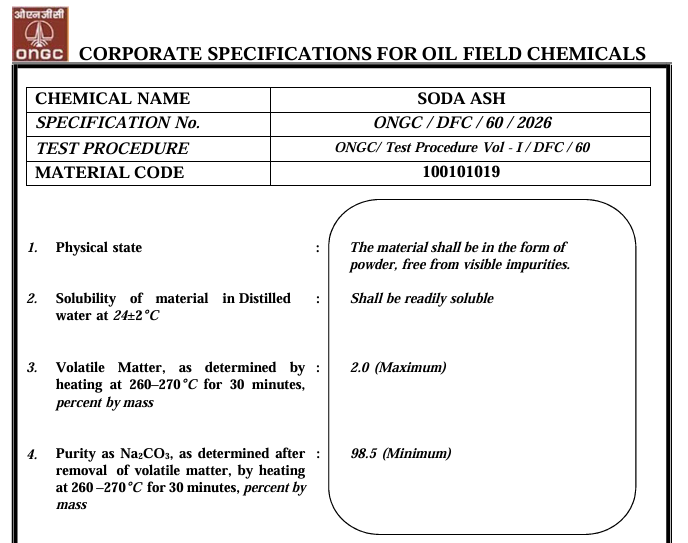 ओएनजीसी
ONGC
CORPORATE SPECIFICATIONS FOR OIL FIELD CHEMICALS
CHEMICAL NAME SODA ASH
SPECIFICATION No. ONGC / DFC / 60 / 2026
TEST PROCEDURE ONGC/ Test Procedure Vol - I / DFC / 60
MATERIAL CODE 100101019
1. Physical state : The material shall be in the form of
powder, free from visible impurities.
2. Solubility of material in Distilled : Shall be readily soluble
water at 24±2°C
3. Volatile Matter, as determined by : 2.0 (Maximum)
heating at 260–270°C for 30 minutes,
percent by mass
4. Purity as Na₂CO₃, as determined after : 98.5 (Minimum)
removal of volatile matter, by heating
at 260–270°C for 30 minutes, percent by
mass